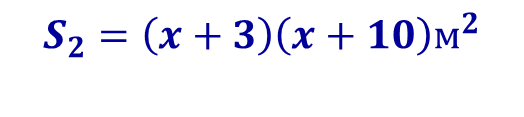 S₂ = (x + 3)(x + 10)м²